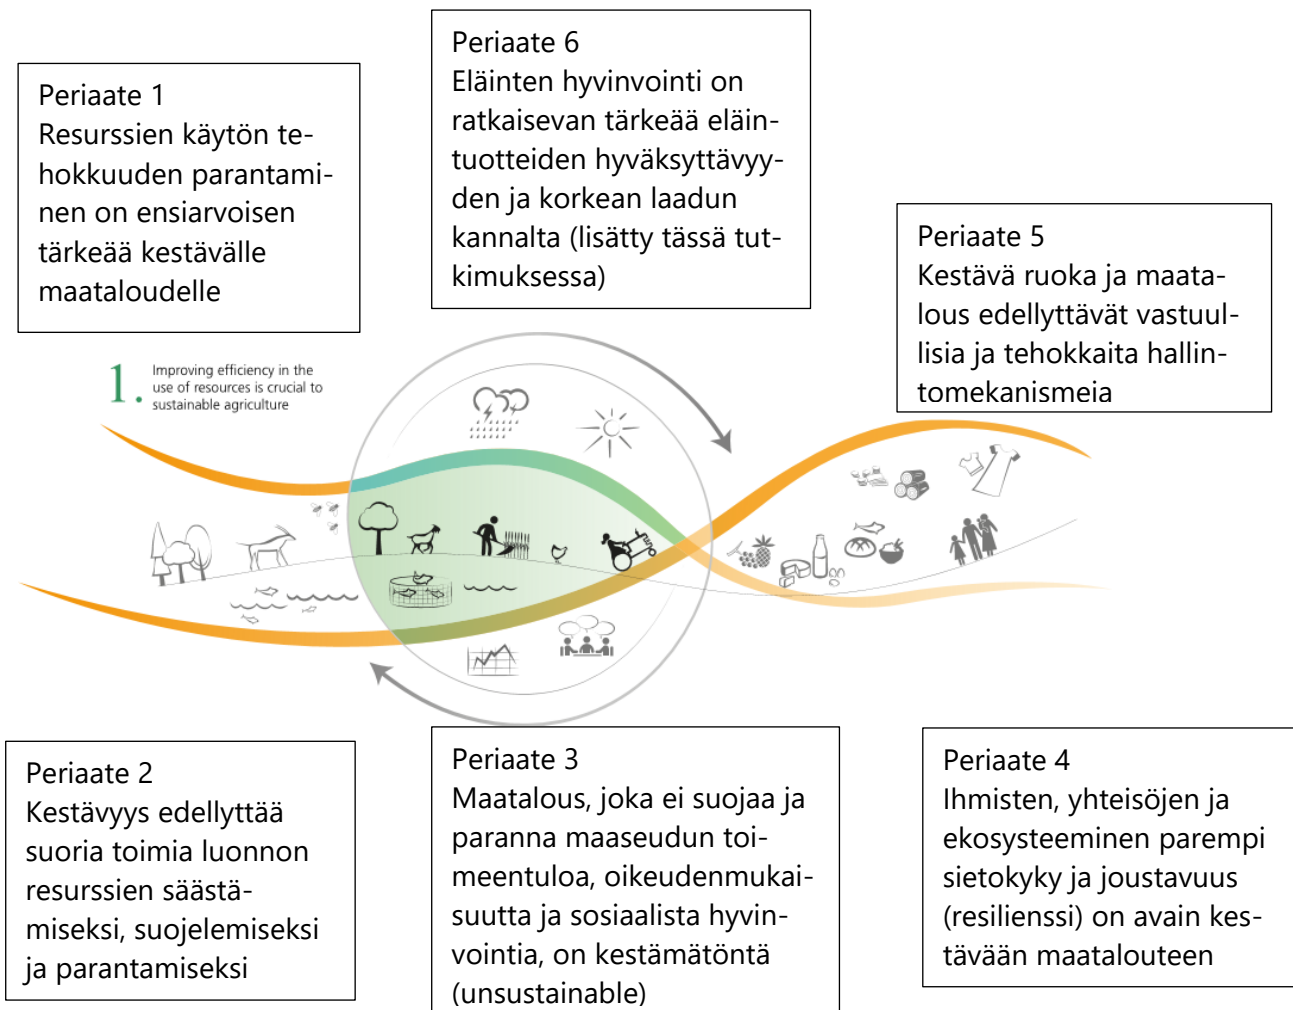 Periaate 1
Resurssien käytön te-
hokkuuden parantami-
nen on ensiarvoisen
tärkeää kestävälle
maataloudelle
Periaate 6
Eläinten hyvinvointi on
ratkaisevan tärkeää eläin-
tuotteiden hyväksyttävyy-
den ja korkean laadun
kannalta (lisätty tässä tut-
kimuksessa)
Periaate 5
Kestävä ruoka ja maata-
lous edellyttävät vastuul-
lisia ja tehokkaita hallin-
tomekanismeia
1. Improving efficiency in the
use of resources is crucial to
sustainable agriculture
Periaate 2
Kestävyys edellyttää
suoria toimia luonnon
resurssien säästä-
miseksi, suojelemiseksi
ja parantamiseksi
Periaate 3
Maatalous, joka ei suojaa ja
paranna maaseudun toi-
meentuloa, oikeudenmukai-
suutta ja sosiaalista hyvin-
vointia, on kestämätöntä
(unsustainable)
Periaate 4
Ihmisten, yhteisöjen ja
ekosysteeminen parempi
sietokyky ja joustavuus
(resilienssi) on avain kes-
tävään maatalouteen